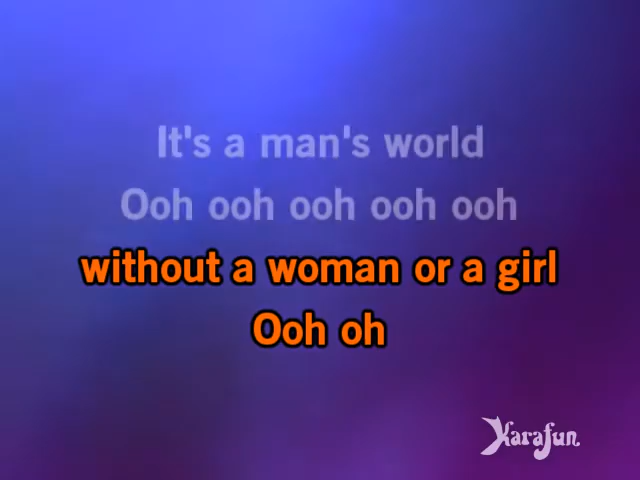 It's a man's world
Ooh ooh ooh ooh ooh
without a woman or a girl
Ooh oh
Karafun